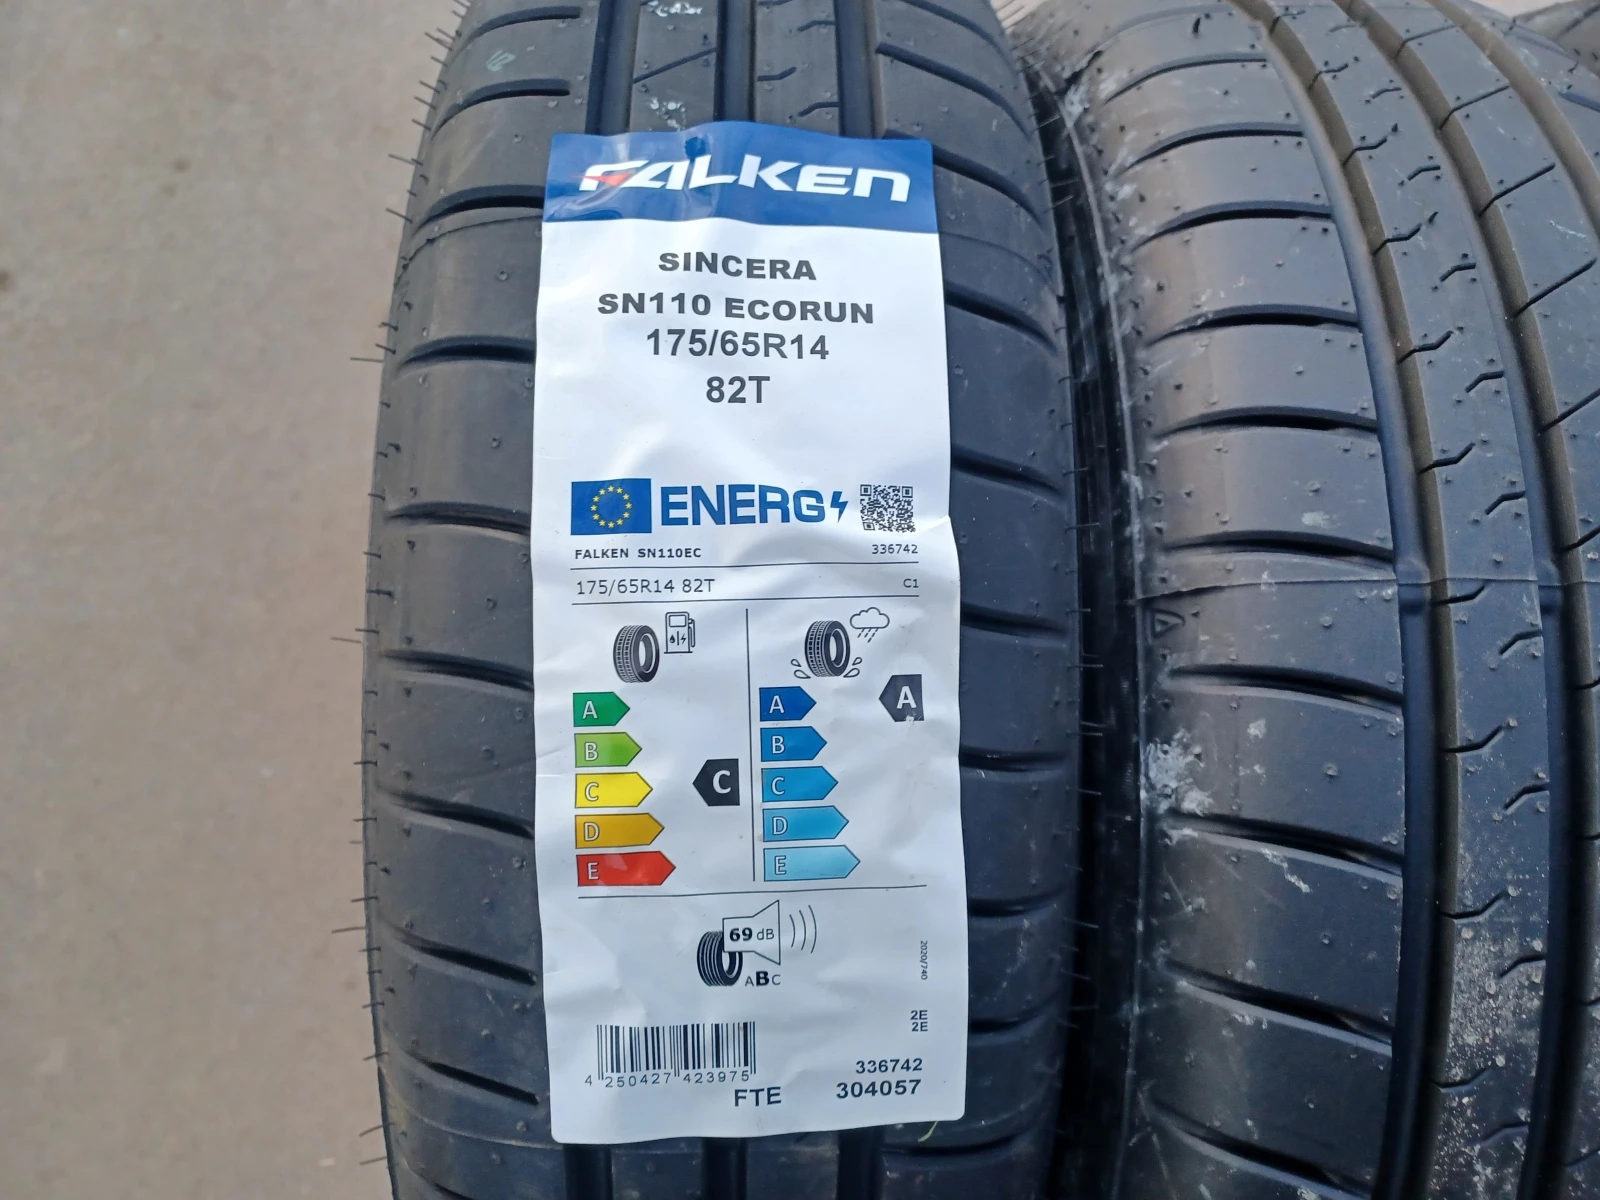 FALKEN
SINCERA
SN110 ECORUN
175/65R14
82T
ENERG
FALKEN SN110EC 336742
175/65R14 82T C1
A
B
C
D
E
C
A
B
C
D
E
A
69 dB
ABC
2020/740
2E
2E
4 250427 423975
FTE
336742
304057